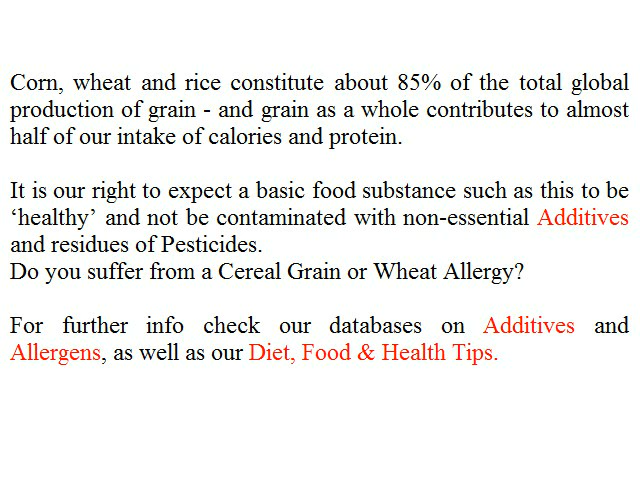 Corn, wheat and rice constitute about 85% of the total global
production of grain - and grain as a whole contributes to almost
half of our intake of calories and protein.
It is our right to expect a basic food substance such as this to be
‘healthy’ and not be contaminated with non-essential Additives
and residues of Pesticides.
Do you suffer from a Cereal Grain or Wheat Allergy?
For further info check our databases on Additives and
Allergens, as well as our Diet, Food & Health Tips.